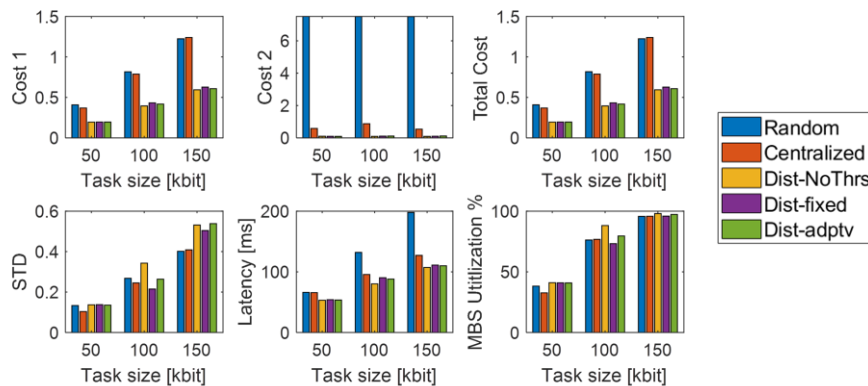 1.5
1
0.5
0
Cost 1
50 100 150
Task size [kbit]
6
4
2
0
Cost 2
50 100 150
Task size [kbit]
1.5
1
0.5
0
Total Cost
50 100 150
Task size [kbit]
Random
Centralized
Dist-NoThrs
Dist-fixed
Dist-adptv
0.6
0.4
0.2
0
STD
50 100 150
Task size [kbit]
200
100
0
Latency [ms]
50 100 150
Task size [kbit]
100
50
0
MBS Utitlization %
50 100 150
Task size [kbit]